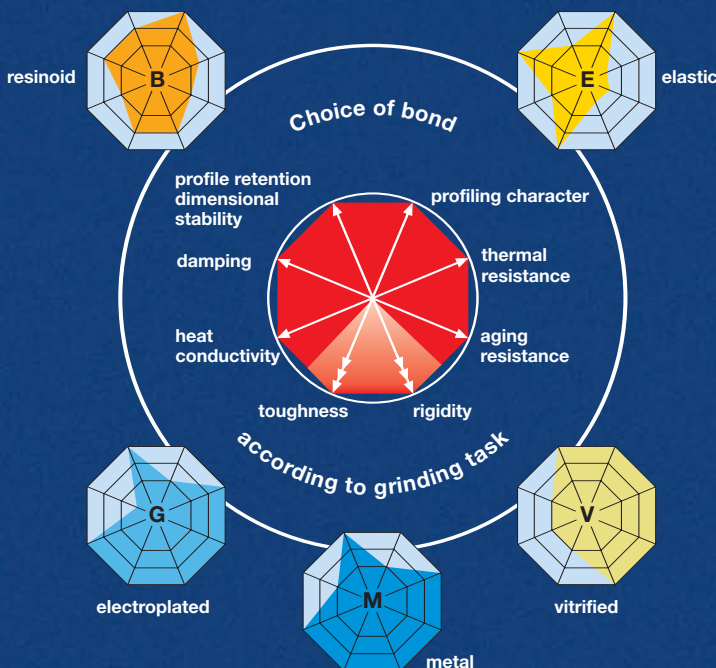 B
resinoid
E
elastic
Choice of bond
profile retention
dimensional
stability
profiling character
damping
thermal
resistance
heat
conductivity
aging
resistance
toughness
rigidity
according to grinding task
G
electroplated
V
vitrified
M
metal